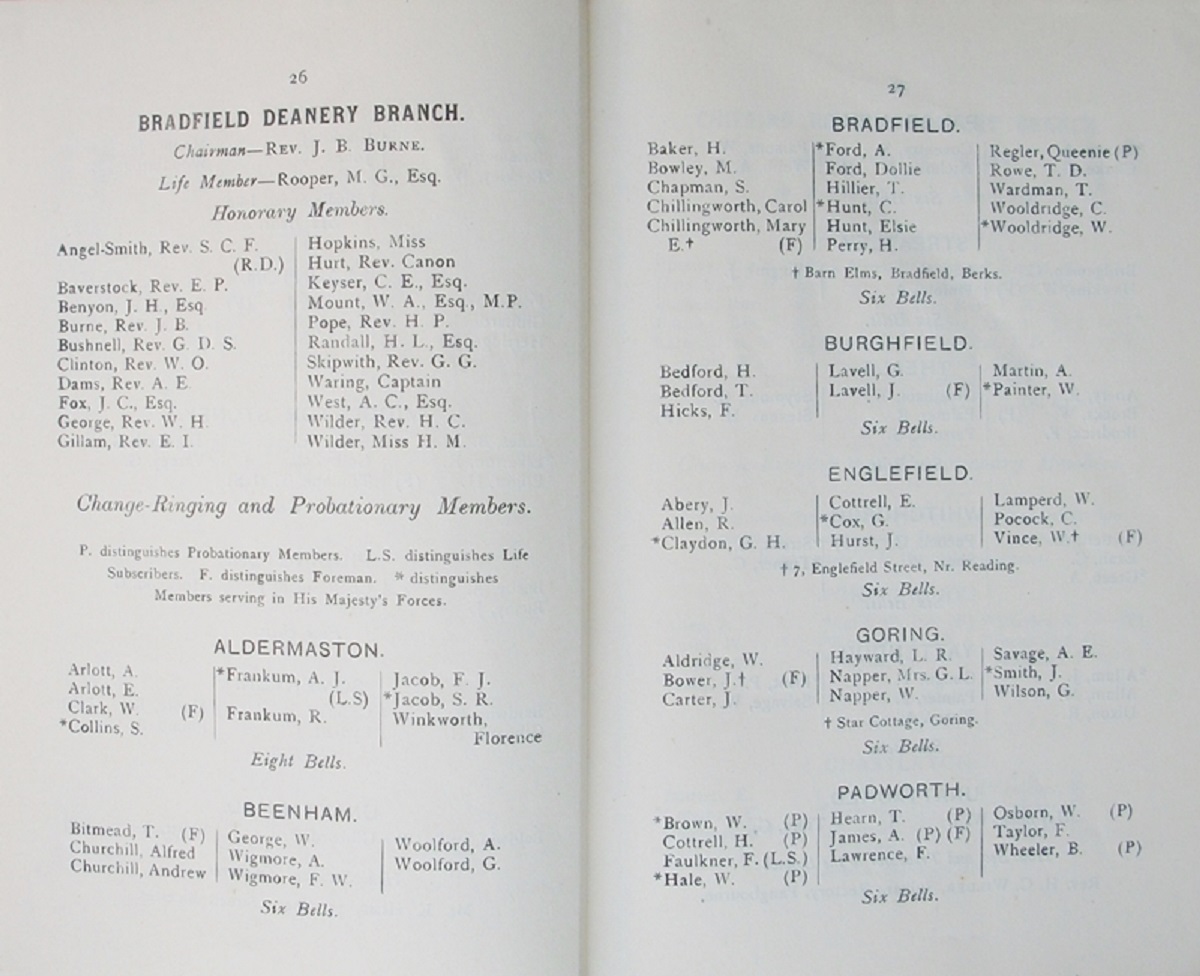 26
BRADFIELD DEANERY BRANCH.
Chairman—REV. J. B. BURNE.
Life Member—Rooper, M. G., Esq.
Honorary Members.
Angel-Smith, Rev. S. C. F.
(R.D.)
Baverstock, Rev. E. P.
Benyon, J. H., Esq.
Burne, Rev. J. B.
Bushnell, Rev. G. D. S.
Clinton, Rev. W. O.
Dams, Rev. A. E.
Fox, J. C., Esq.
George, Rev. W. H.
Gillam, Rev. E. I.
Hopkins, Miss
Hurt, Rev. Canon
Keyser, C. E., Esq.
Mount, W. A., Esq., M.P.
Pope, Rev. H. P.
Randall, H. L., Esq.
Skipwith, Rev. G. G.
Waring, Captain
West, A. C., Esq.
Wilder, Rev. H. C.
Wilder, Miss H. M.
Change-Ringing and Probationary Members.
P. distinguishes Probationary Members. L.S. distinguishes Life
Subscribers. F. distinguishes Foreman. * distinguishes
Members serving in His Majesty's Forces.
ALDERMASTON.
Arlott, A.
Arlott, E.
Clark, W. (F)
*Collins, S.
*Frankum, A. J.
(L.S)
Frankum, R.
Jacob, F. J.
*Jacob, S. R.
Winkworth,
Florence
Eight Bells.
BEENHAM.
Bitmead, T. (F)
Churchill, Alfred
Churchill, Andrew
George, W.
Wigmore, A.
Wigmore, F. W.
Woolford, A.
Woolford, G.
Six Bells.
27
BRADFIELD.
Baker, H.
Bowley, M.
Chapman, S.
Chillingworth, Carol
Chillingworth, Mary
E.† (F)
*Ford, A.
Ford, Dollie
Hillier, T.
*Hunt, C.
Hunt, Elsie
Perry, H.
Regler, Queenie (P)
Rowe, T. D.
Wardman, T.
Wooldridge, C.
*Wooldridge, W.
† Barn Elms, Bradfield, Berks.
Six Bells.
BURGHFIELD.
Bedford, H.
Bedford, T.
Hicks, F.
Lavell, G.
Lavell, J. (F)
Martin, A.
*Painter, W.
Six Bells.
ENGLEFIELD.
Abery, J.
Allen, R.
*Claydon, G. H.
Cottrell, E.
*Cox, G.
Hurst, J.
Lamperd, W.
Pocock, C.
Vince, W.† (F)
† 7, Englefield Street, Nr. Reading.
Six Bells.
GORING.
Aldridge, W.
Bower, J.† (F)
Carter, J.
Hayward, L. R.
Napper, Mrs. G. L.
Napper, W.
Savage, A. E.
*Smith, J.
Wilson, G.
† Star Cottage, Goring.
Six Bells.
PADWORTH.
*Brown, W. (P)
Cottrell, H. (P)
Faulkner, F. (L.S.)
*Hale, W. (P)
Hearn, T. (P)
James, A. (P) (F)
Lawrence, F.
Osborn, W. (P)
Taylor, F.
Wheeler, B. (P)
Six Bells.